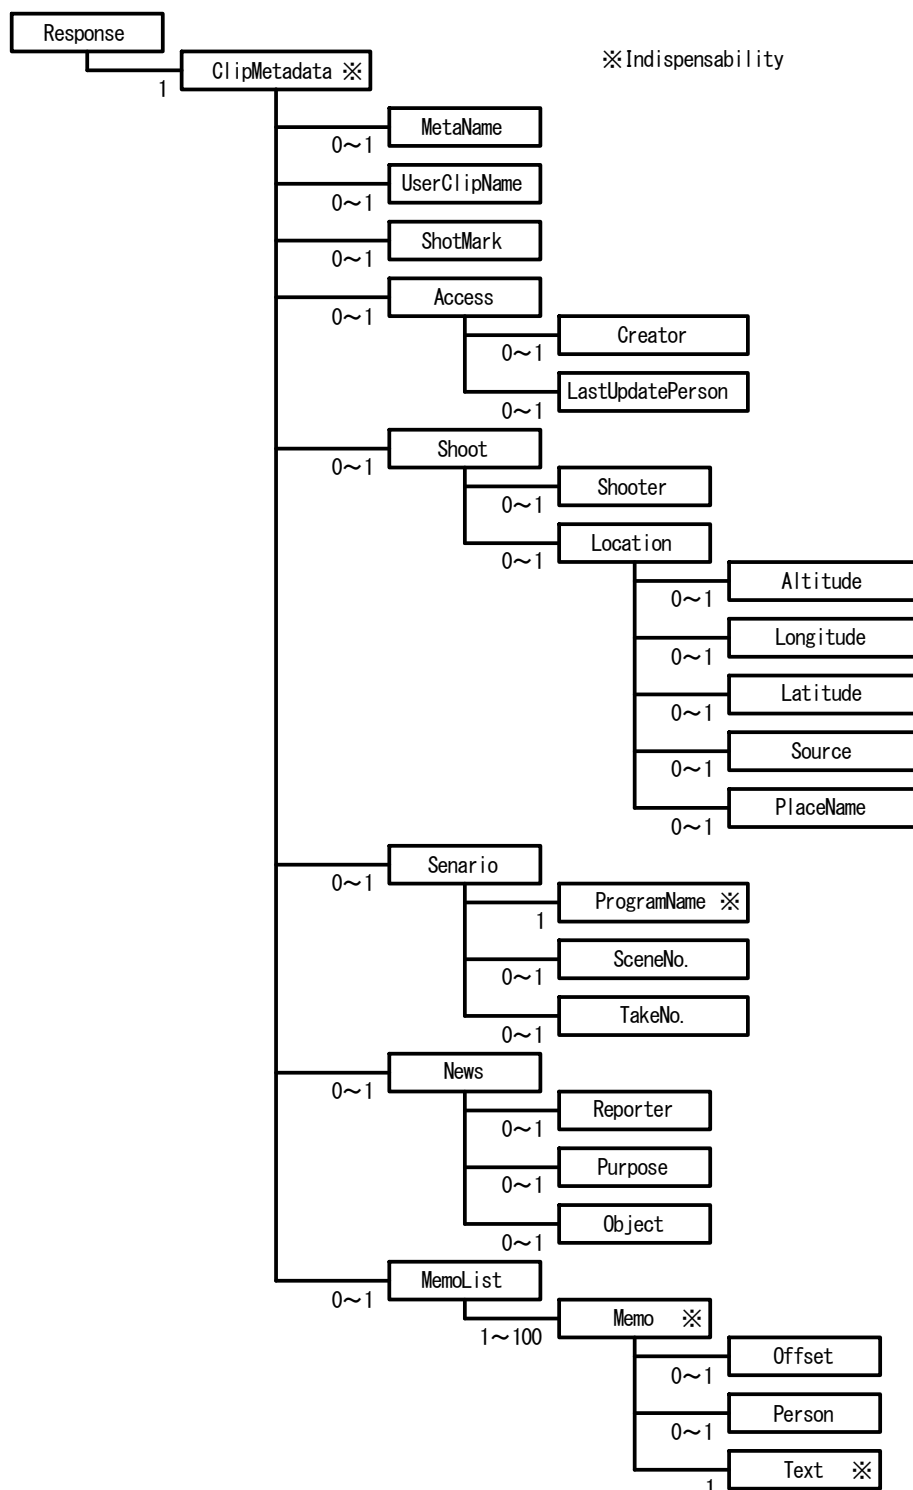 Response
1
ClipMetadata ※
※Indispensability
0～1
MetaName
0～1
UserClipName
0～1
ShotMark
0～1
Access
0～1
Creator
0～1
LastUpdatePerson
0～1
Shoot
0～1
Shooter
0～1
Location
0～1
Altitude
0～1
Longitude
0～1
Latitude
0～1
Source
0～1
PlaceName
0～1
Senario
1
ProgramName ※
0～1
SceneNo.
0～1
TakeNo.
0～1
News
0～1
Reporter
0～1
Purpose
0～1
Object
0～1
MemoList
1～100
Memo ※
0～1
Offset
0～1
Person
1
Text ※